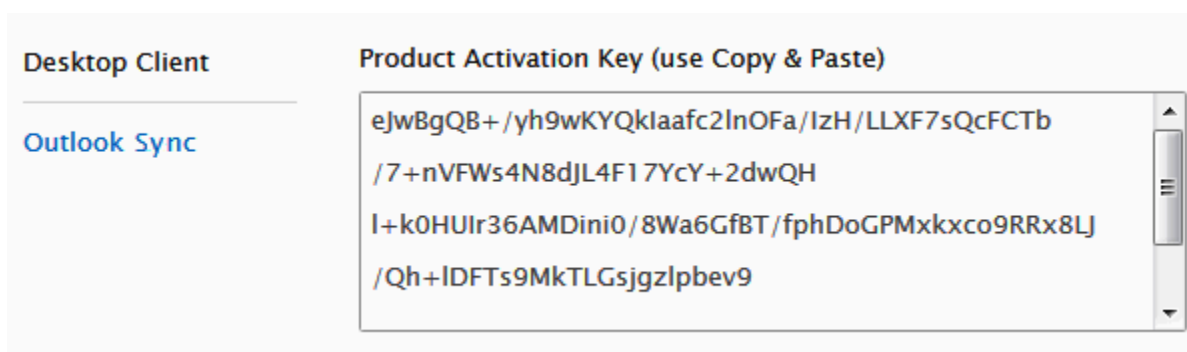 Desktop Client
Outlook Sync
Product Activation Key (use Copy & Paste)
eJwBgQB+/yh9wKYQkIaafc2lnOFa/IzH/LLXF7sQcFCTb
/7+nVFWs4N8dJL4F17YcY+2dwQH
l+k0HUIr36AMDini0/8Wa6GfBT/fphDoGPMxkxco9RRx8LJ
/Qh+lDFTs9MkTLGsjgzlpbev9